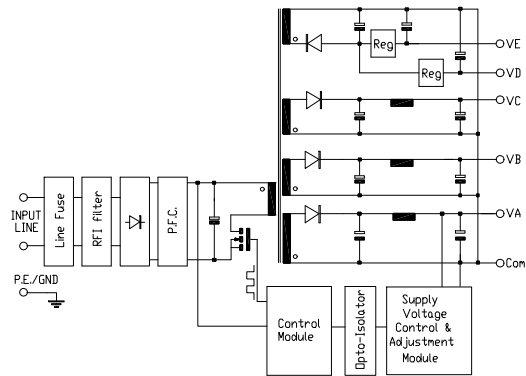 Reg
VE
Reg
VD
VC
VB
VA
Com
INPUT
LINE
Line Fuse
RFI filter
P.F.C.
P.E./GND
Control
Module
Opto-Isolator
Supply
Voltage
Control &
Adjustment
Module